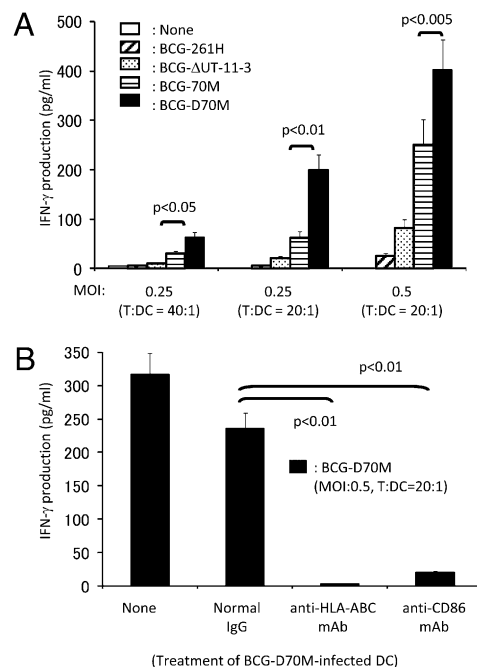 A
: None
: BCG-261H
: BCG-ΔUT-11-3
: BCG-70M
: BCG-D70M
p<0.05
p<0.01
p<0.005
IFN-γ production (pg/ml)
500
400
300
200
100
0
MOI: 0.25 0.25 0.5
(T:DC = 40:1) (T:DC = 20:1) (T:DC = 20:1)
B
IFN-γ production (pg/ml)
350
300
250
200
150
100
50
0
p<0.01
p<0.01
: BCG-D70M
(MOI:0.5, T:DC=20:1)
None Normal anti-HLA-ABC anti-CD86
IgG mAb mAb
(Treatment of BCG-D70M-infected DC)